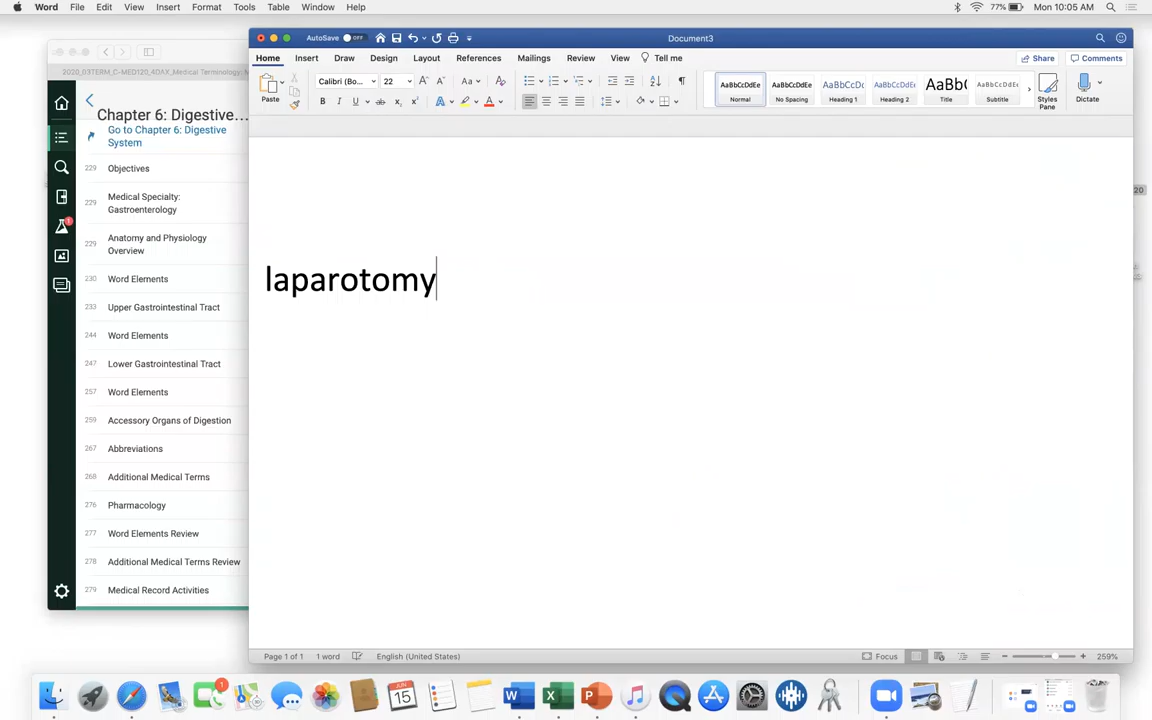 Word File Edit View Insert Format Tools Table Window Help
77% Mon 10:05 AM
AutoSave OFF Document3
Home Insert Draw Design Layout References Mailings Review View Tell me Share Comments
Paste Calibri (Bo... 22
AaBbCcDdEe AaBbCcDdEe AaBbCcDc AaBbCcDdEe AaBb( AaBbCcDdEe
Normal No Spacing Heading 1 Heading 2 Title Subtitle Styles Pane Dictate
Chapter 6: Digestive...
Go to Chapter 6: Digestive
System
229 Objectives
229 Medical Specialty:
Gastroenterology
229 Anatomy and Physiology
Overview
230 Word Elements
233 Upper Gastrointestinal Tract
244 Word Elements
247 Lower Gastrointestinal Tract
257 Word Elements
259 Accessory Organs of Digestion
267 Abbreviations
268 Additional Medical Terms
276 Pharmacology
277 Word Elements Review
278 Additional Medical Terms Review
279 Medical Record Activities
laparotomy
Page 1 of 1 1 word English (United States) Focus 259%
JUN
15